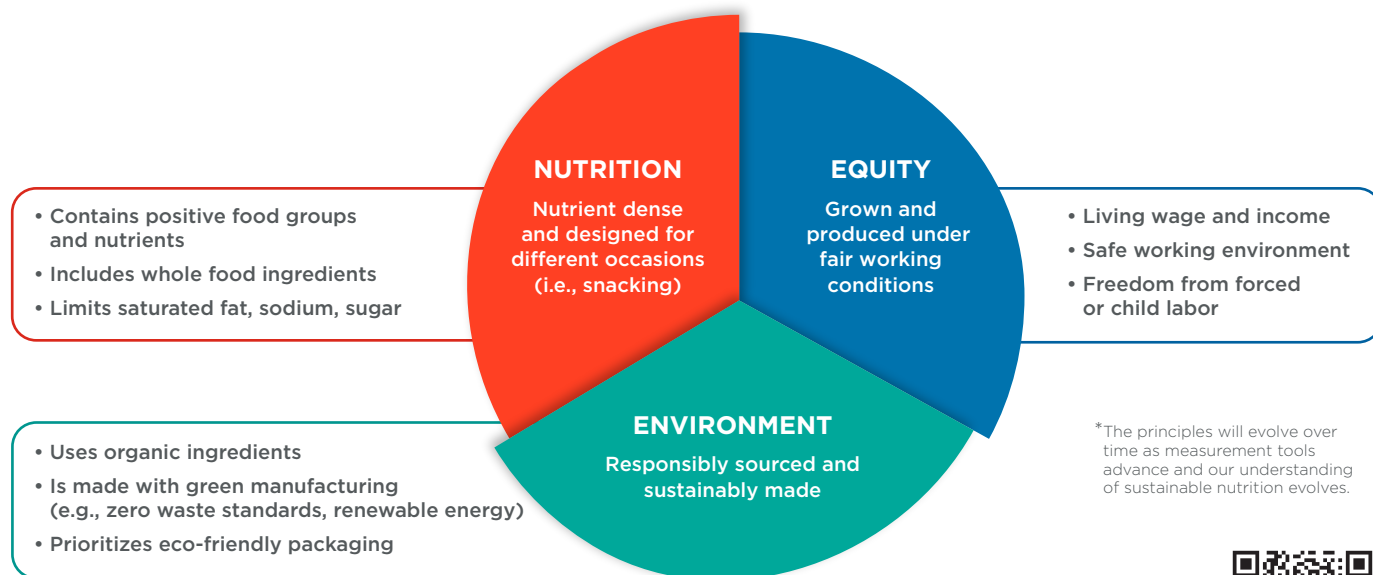 NUTRITION
Nutrient dense
and designed for
different occasions
(i.e., snacking)
EQUITY
Grown and
produced under
fair working
conditions
• Contains positive food groups
and nutrients
• Includes whole food ingredients
• Limits saturated fat, sodium, sugar
• Living wage and income
• Safe working environment
• Freedom from forced
or child labor
ENVIRONMENT
Responsibly sourced and
sustainably made
• Uses organic ingredients
• Is made with green manufacturing
(e.g., zero waste standards, renewable energy)
• Prioritizes eco-friendly packaging
*The principles will evolve over
time as measurement tools
advance and our understanding
of sustainable nutrition evolves.